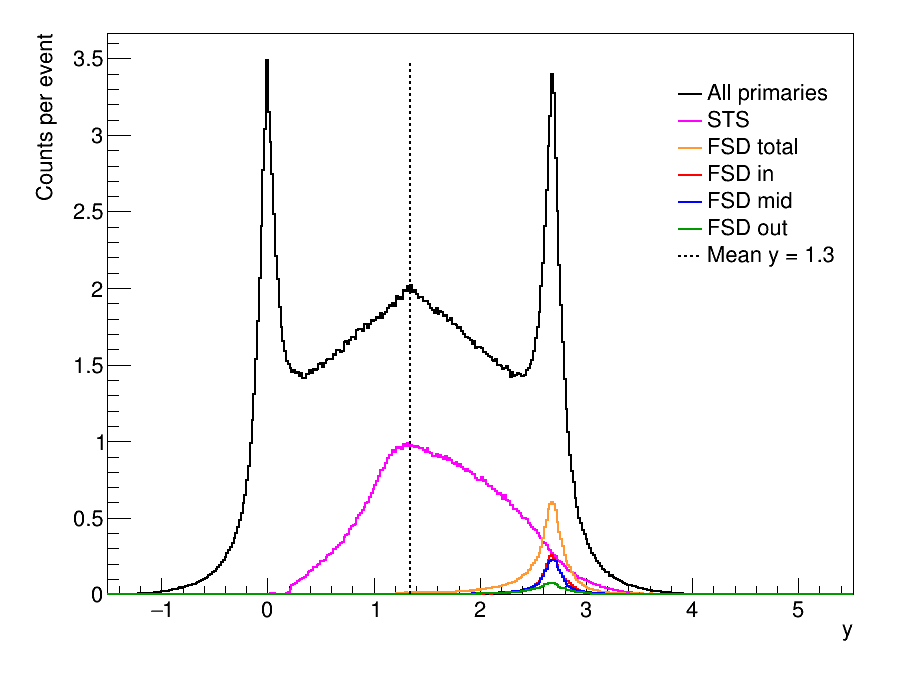 Counts per event
3.5
3
2.5
2
1.5
1
0.5
0
−1 0 1 2 3 4 5
y
All primaries
STS
FSD total
FSD in
FSD mid
FSD out
Mean y = 1.3